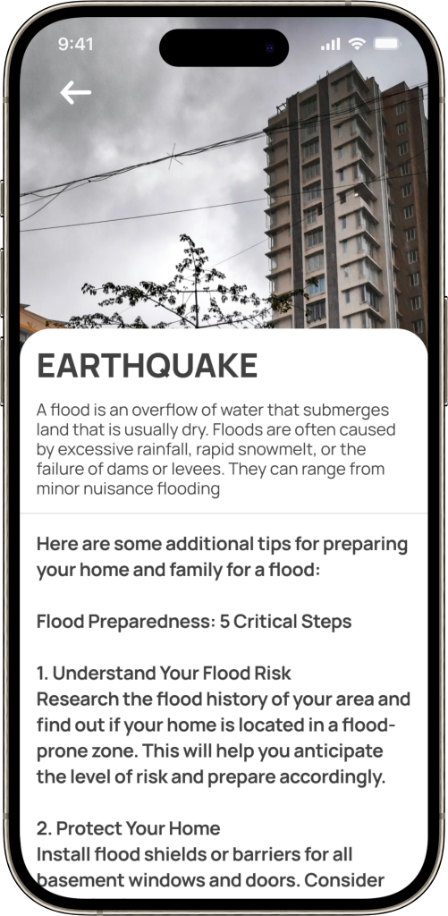 9:41
EARTHQUAKE
A flood is an overflow of water that submerges
land that is usually dry. Floods are often caused
by excessive rainfall, rapid snowmelt, or the
failure of dams or levees. They can range from
minor nuisance flooding
Here are some additional tips for preparing
your home and family for a flood:
Flood Preparedness: 5 Critical Steps
1. Understand Your Flood Risk
Research the flood history of your area and
find out if your home is located in a flood-
prone zone. This will help you anticipate
the level of risk and prepare accordingly.
2. Protect Your Home
Install flood shields or barriers for all
basement windows and doors. Consider